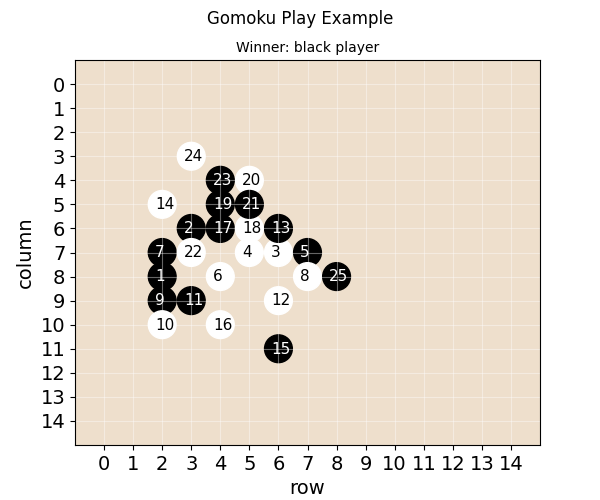 Gomoku Play Example
Winner: black player
0
1
2
3 24
4 23 20
5 14 19 21
6 2 17 18 13
7 7 22 4 3 5
8 1 6 8 25
9 9 11 12
10 10 16
11 15
12
13
14
column
0 1 2 3 4 5 6 7 8 9 10 11 12 13 14
row